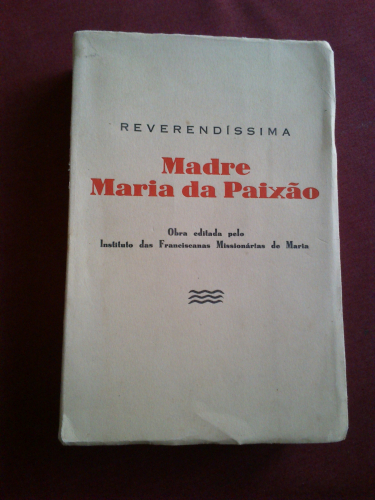 REVERENDÍSSIMA
Madre
Maria da Paixão
Obra editada pelo
Instituto das Franciscanas Missionárias de Maria